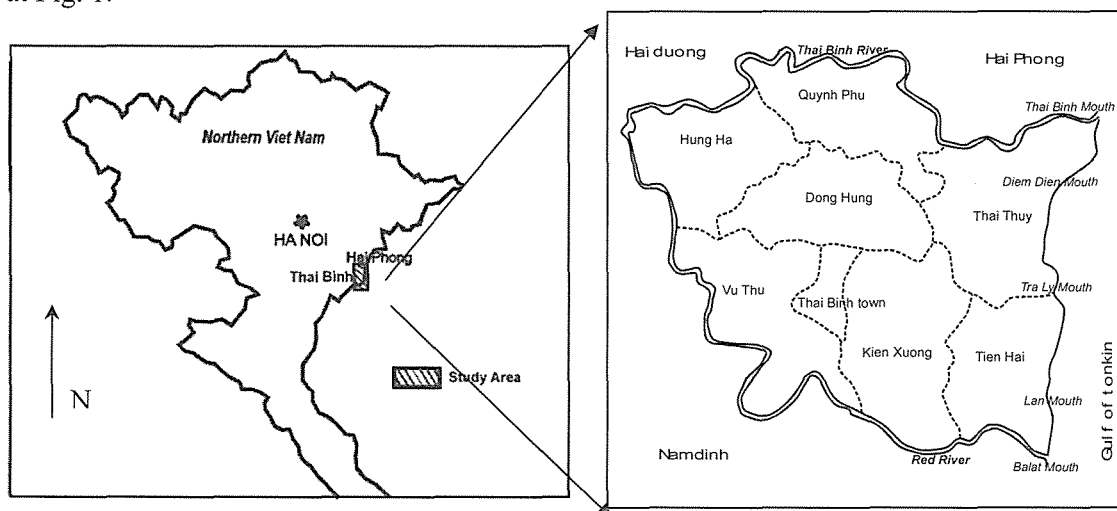 at Fig. 1.
Northern Viet Nam
HA NOI
Hai Phong
Thai Binh
Study Area
N
Hai duong
Thai Binh River
Hai Phong
Quynh Phu
Thai Binh Mouth
Hung Ha
Diem Dien Mouth
Dong Hung
Thai Thuy
Tra Ly Mouth
Vu Thu
Thai Binh town
Kien Xuong
Tien Hai
Lan Mouth
Gulf of tonkin
Namdinh
Red River
Balat Mouth